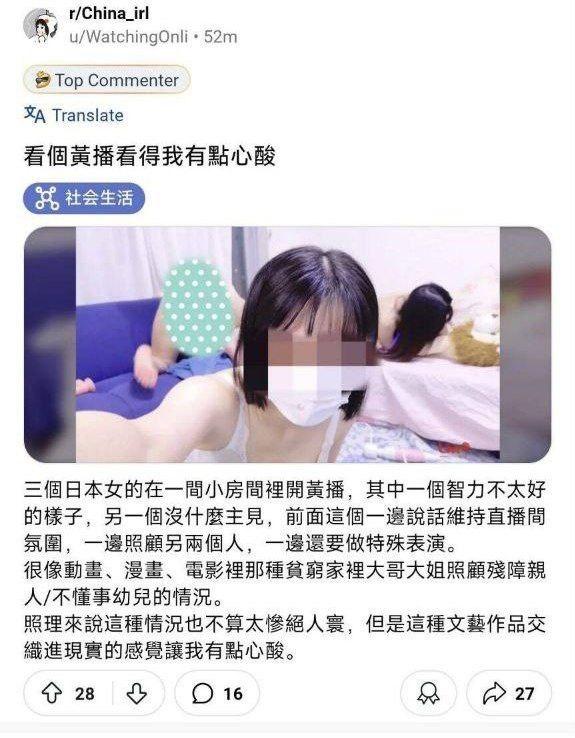 r/China_irl
u/WatchingOnli • 52m
Top Commenter
Translate
看個黃播看得我有點心酸
社会生活
三個日本女的在一間小房間裡開黃播，其中一個智力不太好
的樣子，另一個沒什麼主見，前面這個一邊說話維持直播間
氛圍，一邊照顧另兩個人，一邊還要做特殊表演。
很像動畫、漫畫、電影裡那種貧窮家裡大哥大姐照顧殘障親
人/不懂事幼兒的情況。
照理來說這種情況也不算太慘絕人寰，但是這種文藝作品交
織進現實的感覺讓我有點心酸。
28
16
27